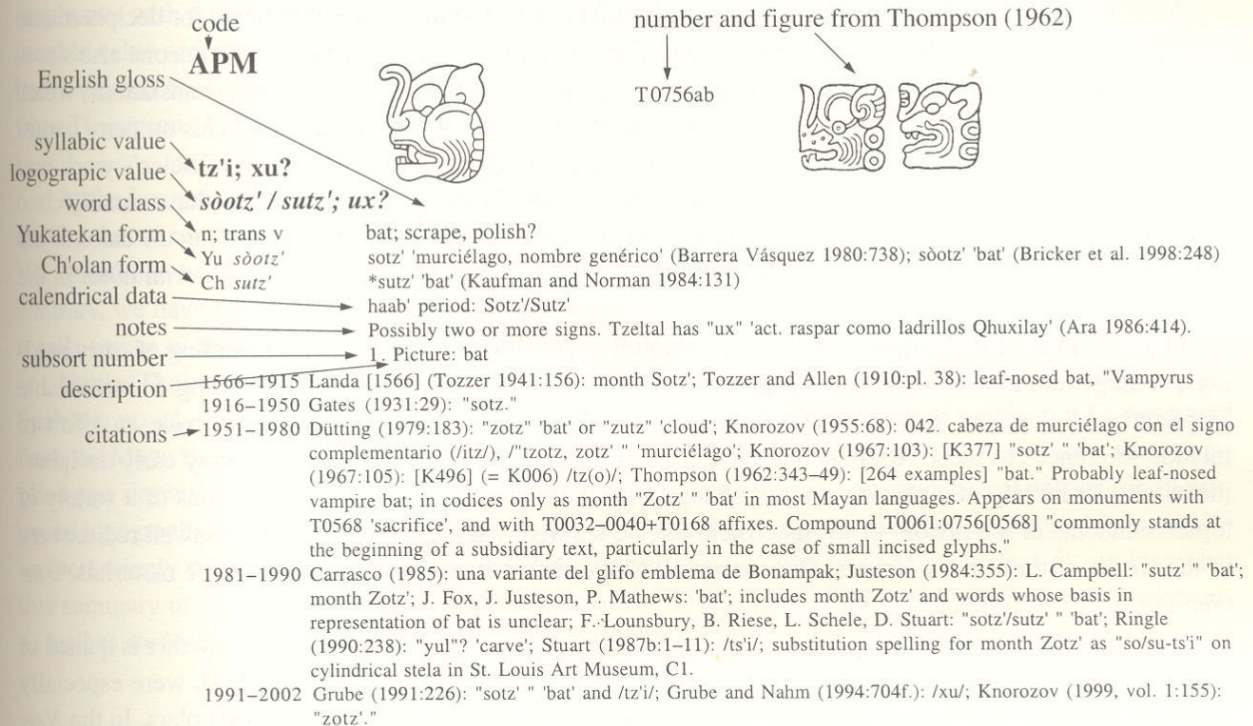 code
number and figure from Thompson (1962)
APM
English gloss
T0756ab
syllabic value
tz'i; xu?
logograpic value
sòotz' / sutz'; ux?
word class
n; trans v bat; scrape, polish?
Yukatekan form
Yu sòotz' sotz' 'murciélago, nombre genérico' (Barrera Vásquez 1980:738); sòotz' 'bat' (Bricker et al. 1998:248)
Ch'olan form
Ch sutz' *sutz' 'bat' (Kaufman and Norman 1984:131)
calendrical data
haab' period: Sotz'/Sutz'
notes
Possibly two or more signs. Tzeltal has "ux" 'act. raspar como ladrillos Qhuxilay' (Ara 1986:414).
subsort number
1. Picture: bat
description
1566–1915 Landa [1566] (Tozzer 1941:156): month Sotz'; Tozzer and Allen (1910:pl. 38): leaf-nosed bat, "Vampyrus
1916–1950 Gates (1931:29): "sotz."
citations
1951–1980 Dütting (1979:183): "zotz" 'bat' or "zutz" 'cloud'; Knorozov (1955:68): 042. cabeza de murciélago con el signo
complementario (/itz/), /"tzotz, zotz' " 'murciélago'; Knorozov (1967:103): [K377] "sotz' " 'bat'; Knorozov
(1967:105): [K496] (= K006) /tz(o)/; Thompson (1962:343–49): [264 examples] "bat." Probably leaf-nosed
vampire bat; in codices only as month "Zotz' " 'bat' in most Mayan languages. Appears on monuments with
T0568 'sacrifice', and with T0032–0040+T0168 affixes. Compound T0061:0756[0568] "commonly stands at
the beginning of a subsidiary text, particularly in the case of small incised glyphs."
1981–1990 Carrasco (1985): una variante del glifo emblema de Bonampak; Justeson (1984:355): L. Campbell: "sutz' " 'bat';
month Zotz'; J. Fox, J. Justeson, P. Mathews: 'bat'; includes month Zotz' and words whose basis in
representation of bat is unclear; F. Lounsbury, B. Riese, L. Schele, D. Stuart: "sotz'/sutz' " 'bat'; Ringle
(1990:238): "yul"? 'carve'; Stuart (1987b:1–11): /ts'i/; substitution spelling for month Zotz' as "so/su-ts'i" on
cylindrical stela in St. Louis Art Museum, C1.
1991–2002 Grube (1991:226): "sotz' " 'bat' and /tz'i/; Grube and Nahm (1994:704f.): /xu/; Knorozov (1999, vol. 1:155):
"zotz'."